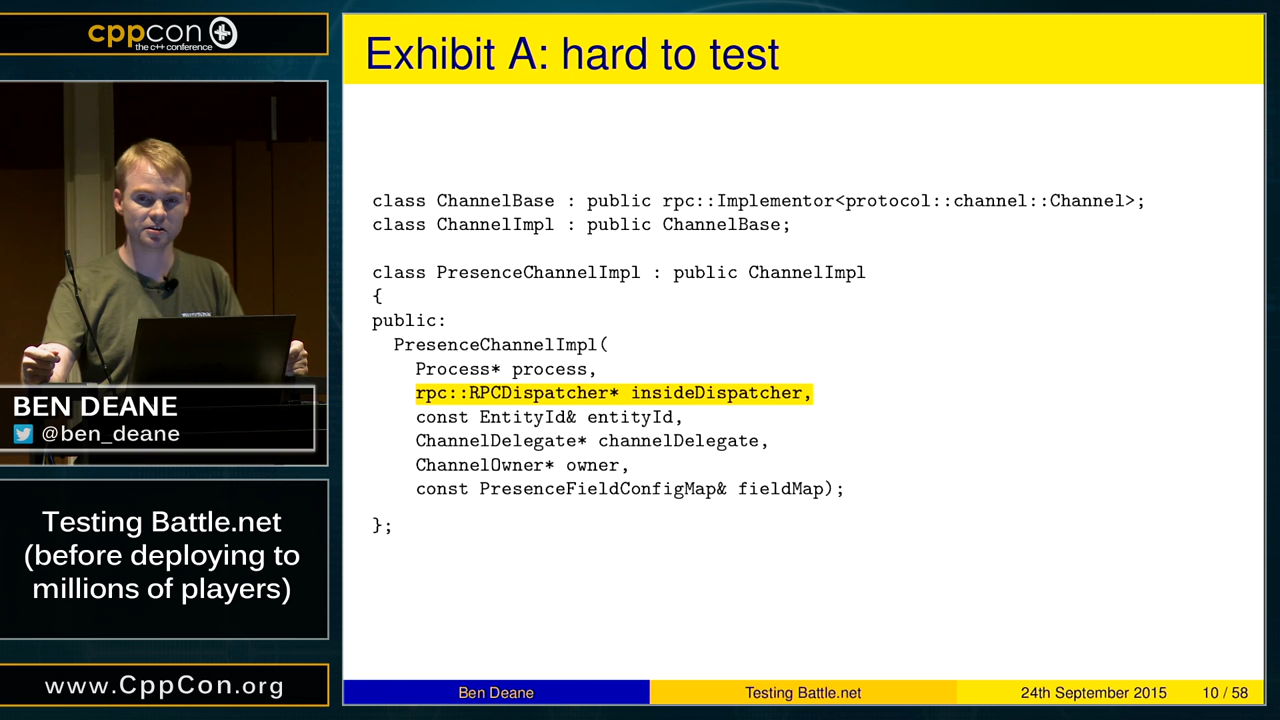 cppcon
the c++ conference
BEN DEANE
@ben_deane
Testing Battle.net
(before deploying to
millions of players)
www.CppCon.org
Exhibit A: hard to test
class ChannelBase : public rpc::Implementor<protocol::channel::Channel>;
class ChannelImpl : public ChannelBase;
class PresenceChannelImpl : public ChannelImpl
{
public:
PresenceChannelImpl(
Process* process,
rpc::RPCDispatcher* insideDispatcher,
const EntityId& entityId,
ChannelDelegate* channelDelegate,
ChannelOwner* owner,
const PresenceFieldConfigMap& fieldMap);
};
Ben Deane
Testing Battle.net
24th September 2015
10 / 58